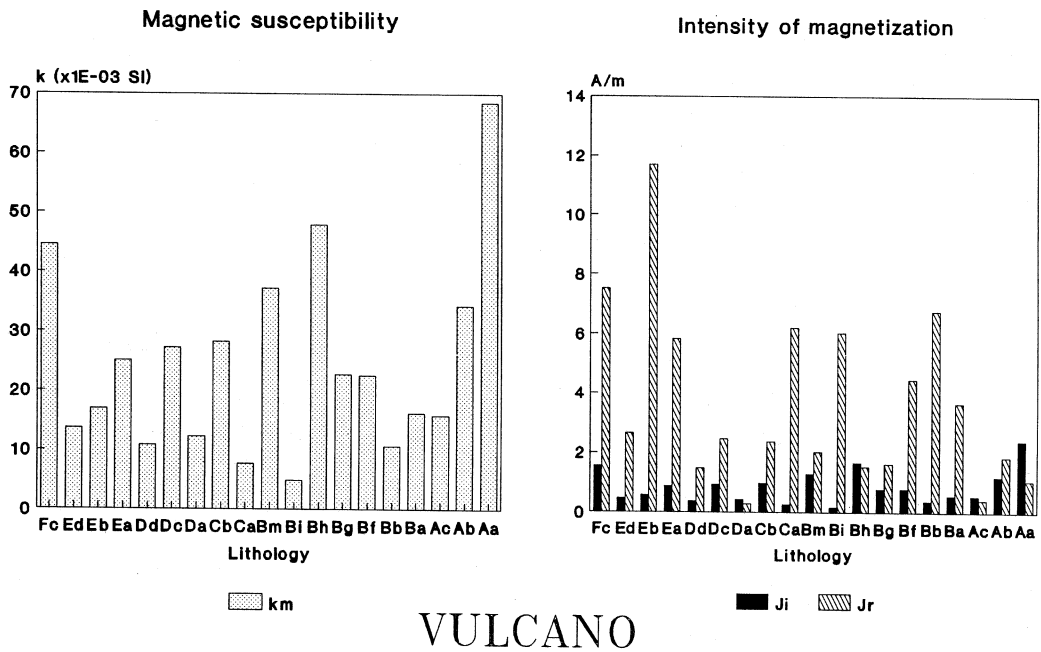 Magnetic susceptibility
k (x1E-03 SI)
70
60
50
40
30
20
10
0
Fc Ed Eb Ea Dd Dc Da Cb Ca Bm Bi Bh Bg Bf Bb Ba Ac Ab Aa
Lithology
km
Intensity of magnetization
A/m
14
12
10
8
6
4
2
0
Fc Ed Eb Ea Dd Dc Da Cb Ca Bm Bi Bh Bg Bf Bb Ba Ac Ab Aa
Lithology
Ji Jr
VULCANO